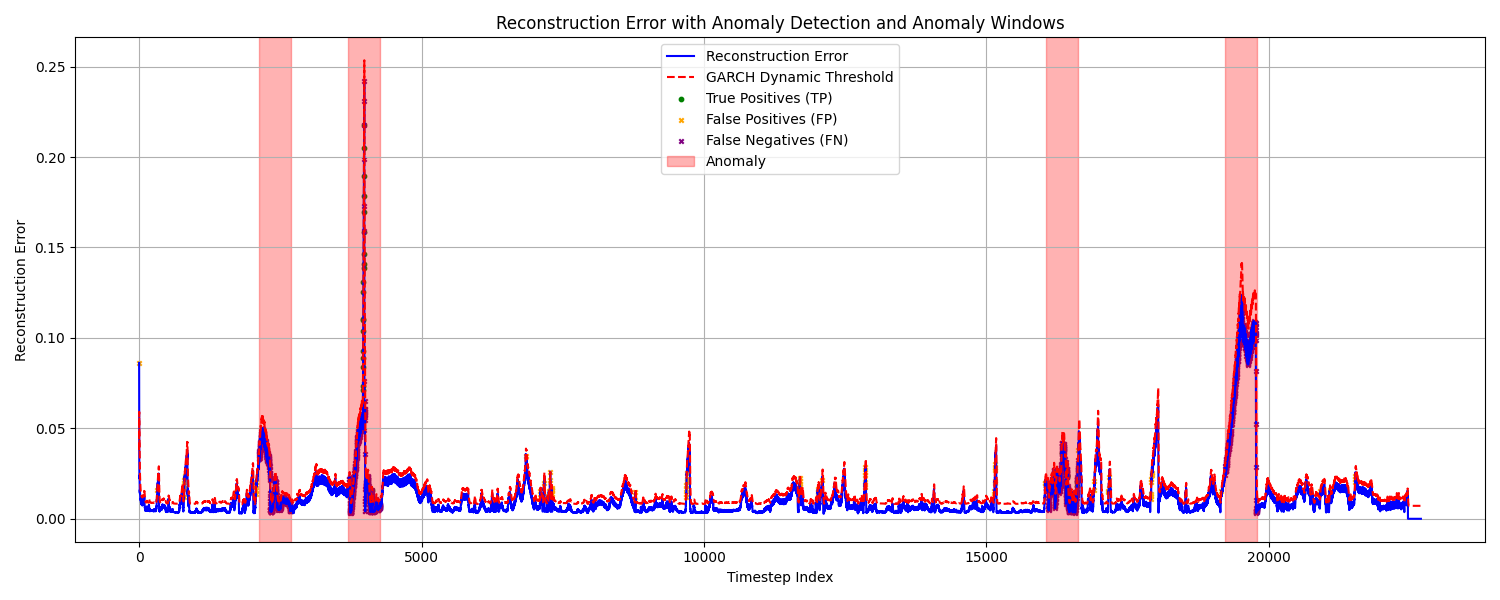 Reconstruction Error with Anomaly Detection and Anomaly Windows
Reconstruction Error
GARCH Dynamic Threshold
True Positives (TP)
False Positives (FP)
False Negatives (FN)
Anomaly
Reconstruction Error
0.25
0.20
0.15
0.10
0.05
0.00
0 5000 10000 15000 20000
Timestep Index